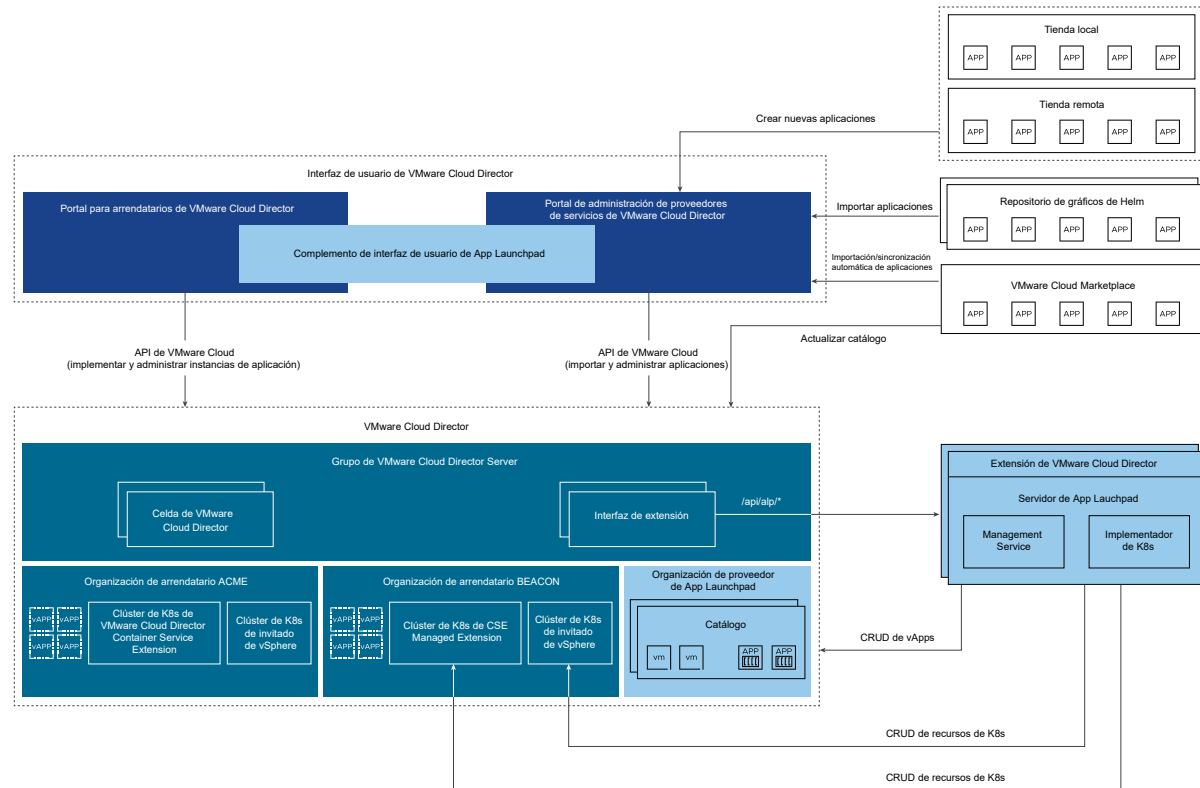 Tienda local
APP APP APP APP APP
Tienda remota
APP APP APP APP APP
Crear nuevas aplicaciones
Interfaz de usuario de VMware Cloud Director
Portal para arrendatarios de VMware Cloud Director
Portal de administración de proveedores
de servicios de VMware Cloud Director
Complemento de interfaz de usuario de App Launchpad
Importar aplicaciones
Repositorio de gráficos de Helm
APP APP APP APP APP
Importación/sincronización
automática de aplicaciones
VMware Cloud Marketplace
APP APP APP APP APP
Actualizar catálogo
API de VMware Cloud
(implementar y administrar instancias de aplicación)
API de VMware Cloud
(importar y administrar aplicaciones)
VMware Cloud Director
Grupo de VMware Cloud Director Server
Celda de VMware
Cloud Director
Interfaz de extensión
/api/alp/*
Extensión de VMware Cloud Director
Servidor de App Lauchpad
Management
Service
Implementador
de K8s
Organización de arrendatario ACME
vAPP vAPP
vAPP vAPP
Clúster de K8s de
VMware Cloud Director
Container Service
Extension
Clúster de K8s
de invitado
de vSphere
Organización de arrendatario BEACON
vAPP vAPP
vAPP vAPP
Clúster de K8s de CSE
Managed Extension
Clúster de K8s
de invitado
de vSphere
Organización de proveedor
de App Launchpad
Catálogo
vm vm APP APP
CRUD de vApps
CRUD de recursos de K8s
CRUD de recursos de K8s